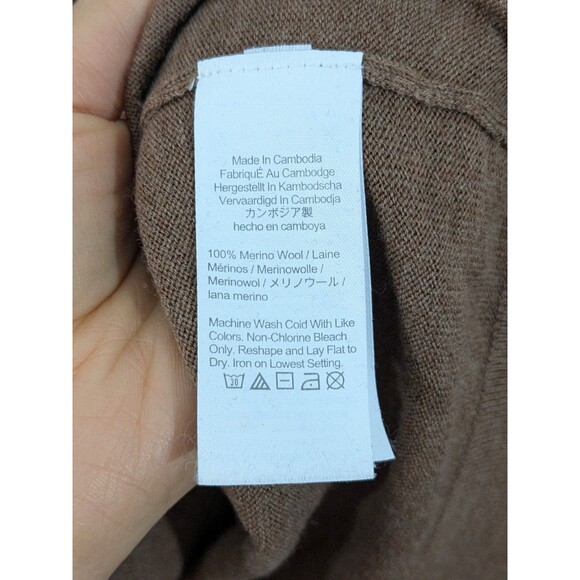 Made In Cambodia
FabriquÉ Au Cambodge
Hergestellt In Kambodscha
Vervaardigd In Cambodja
カンボジア製
hecho en camboya
100% Merino Wool / Laine
Mérinos / Merinowolle /
Merinowol / メリノウール /
lana merino
Machine Wash Cold With Like
Colors. Non-Chlorine Bleach
Only. Reshape and Lay Flat to
Dry. Iron on Lowest Setting.
30